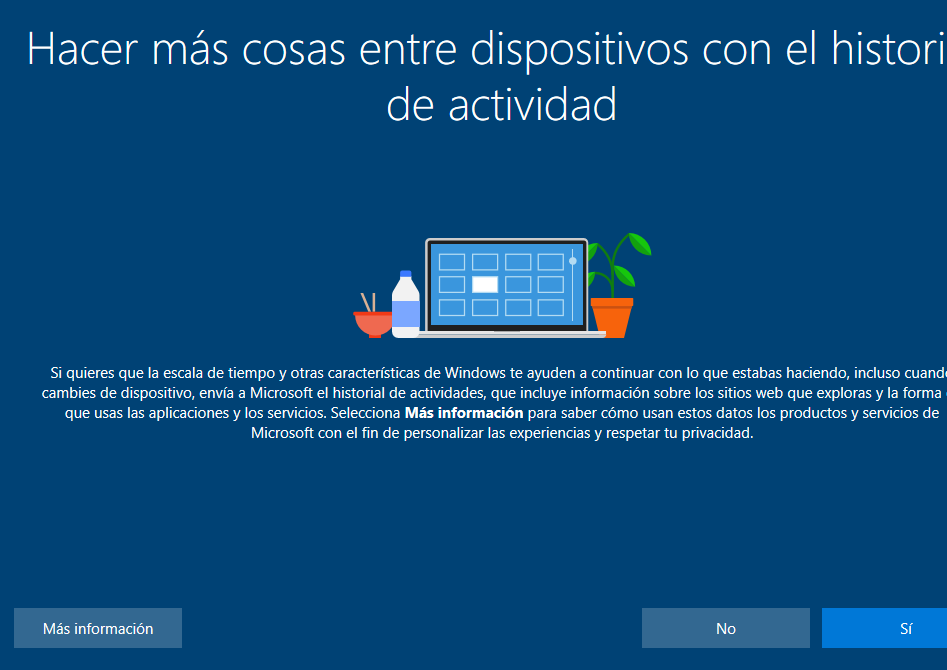 Hacer más cosas entre dispositivos con el histori
de actividad
Si quieres que la escala de tiempo y otras características de Windows te ayuden a continuar con lo que estabas haciendo, incluso cuand
cambies de dispositivo, envía a Microsoft el historial de actividades, que incluye información sobre los sitios web que exploras y la forma
que usas las aplicaciones y los servicios. Selecciona Más información para saber cómo usan estos datos los productos y servicios de
Microsoft con el fin de personalizar las experiencias y respetar tu privacidad.
Más información
No
Sí